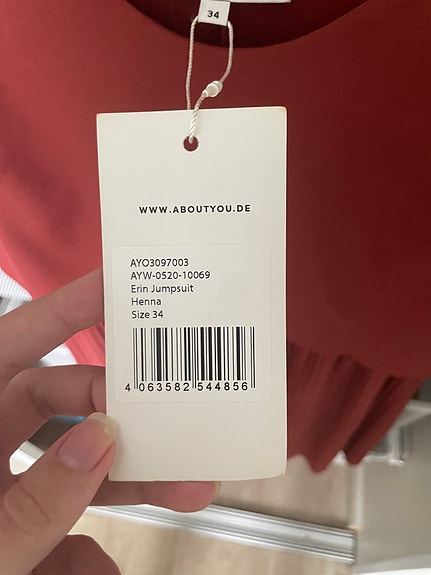 34
WWW.ABOUTYOU.DE
AYO3097003
AYW-0520-10069
Erin Jumpsuit
Henna
Size 34
4 063582 544856